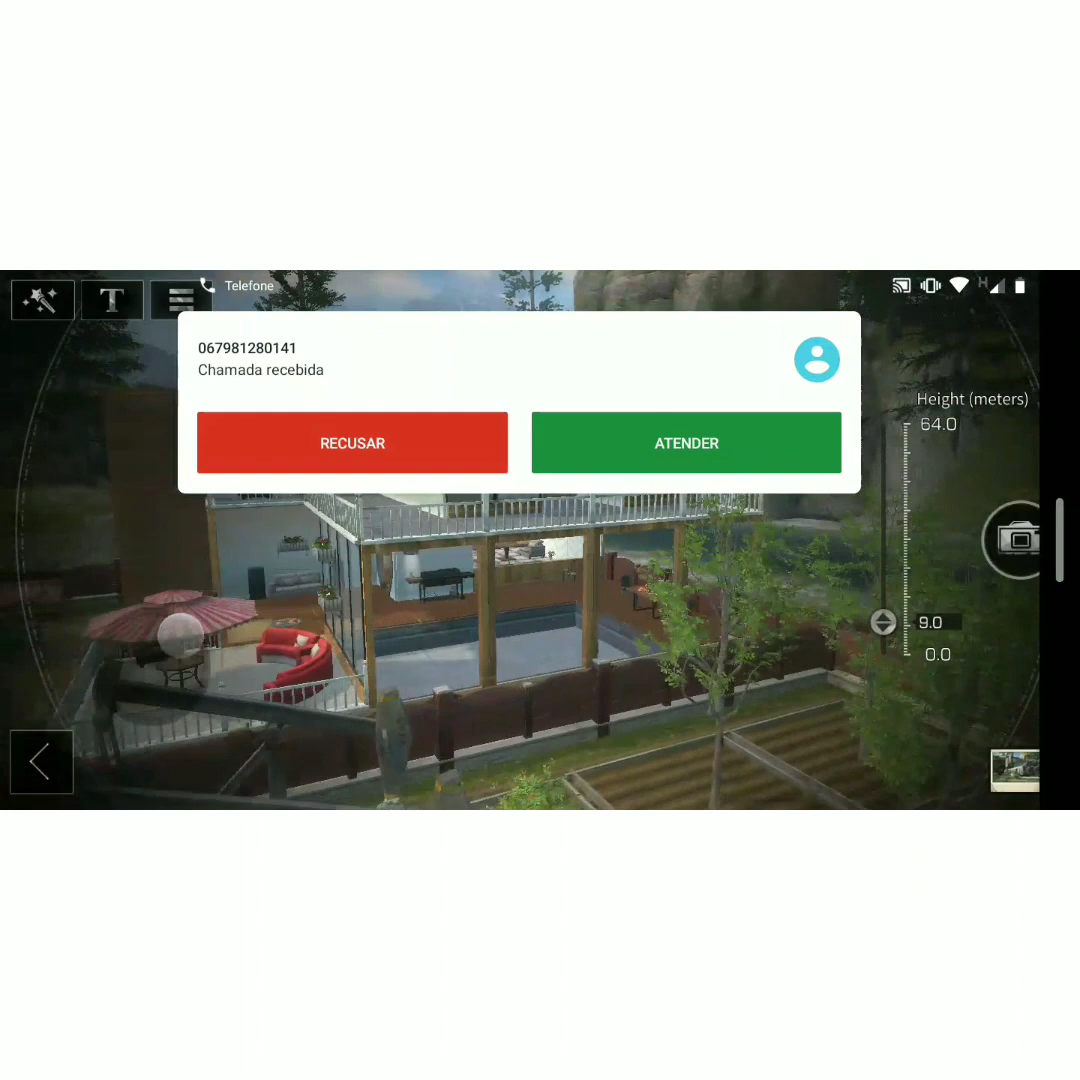 T
Telefone
H
067981280141
Chamada recebida
RECUSAR
ATENDER
Height (meters)
64.0
9.0
0.0